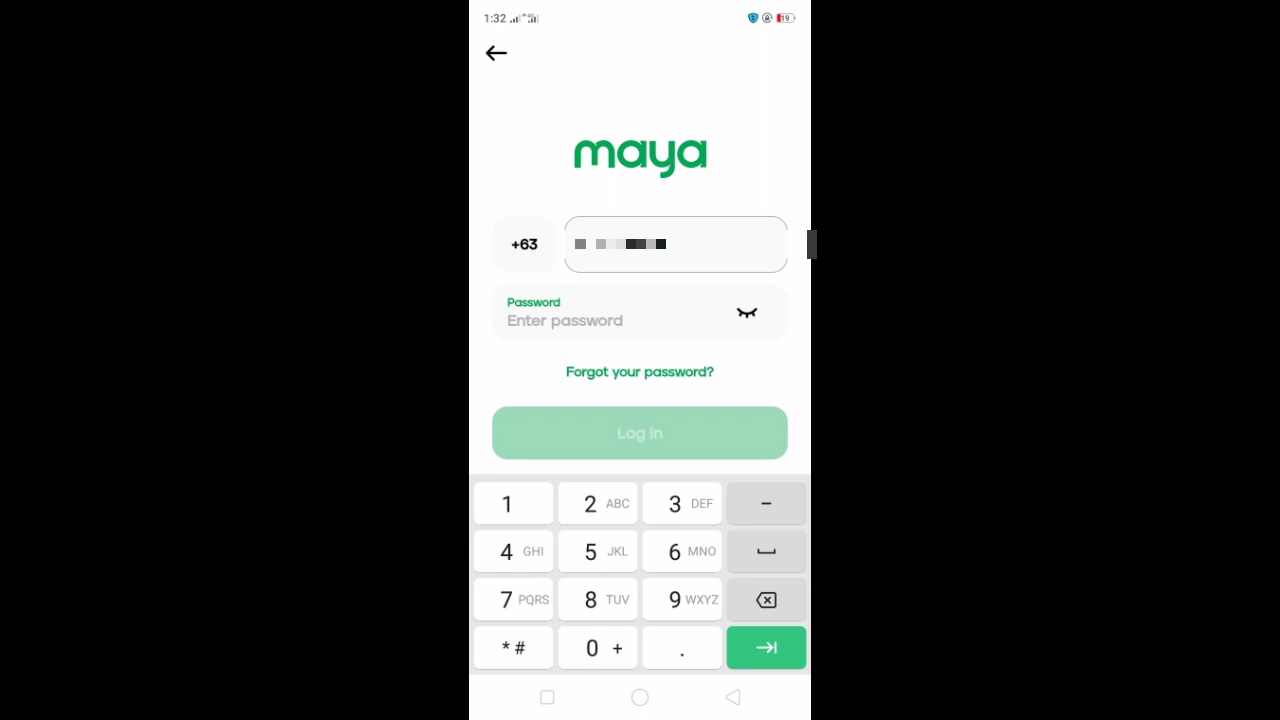 1:32
19
maya
+63
Password
Enter password
Forgot your password?
Log in
1 2 ABC 3 DEF -
4 GHI 5 JKL 6 MNO
7 PQRS 8 TUV 9 WXYZ
* # 0 + .